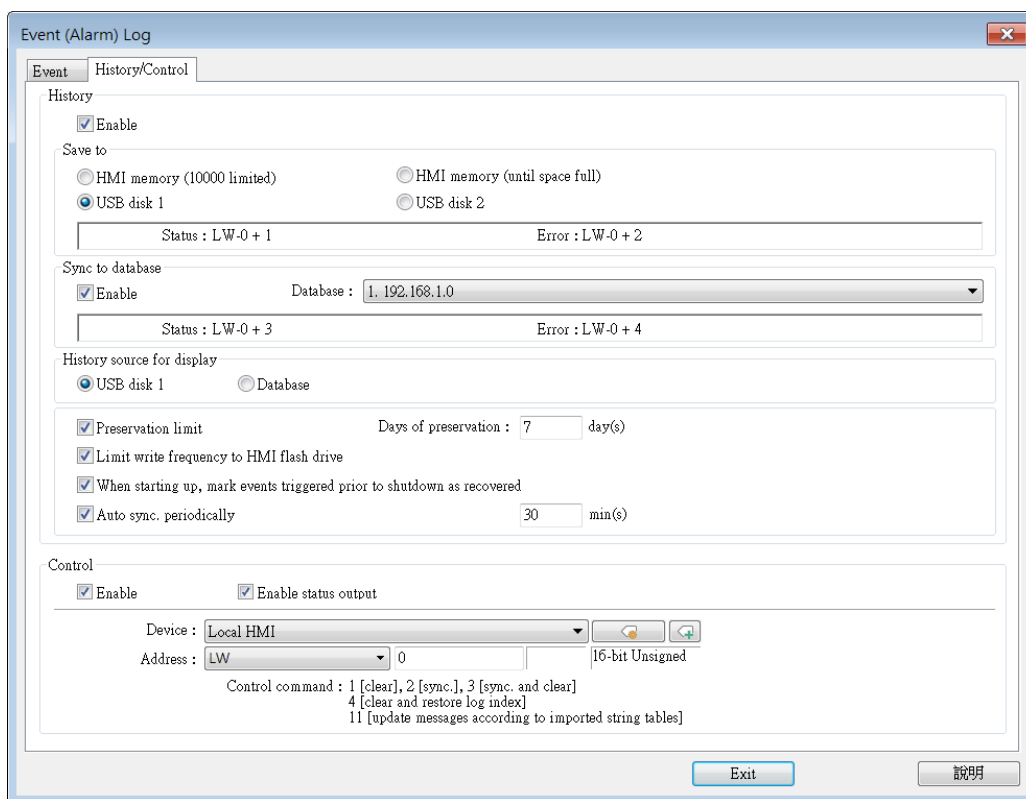 Event (Alarm) Log
Event History/Control
History
Enable
Save to
HMI memory (10000 limited) HMI memory (until space full)
USB disk 1 USB disk 2
Status : LW-0 + 1 Error : LW-0 + 2
Sync to database
Enable Database : 1. 192.168.1.0
Status : LW-0 + 3 Error : LW-0 + 4
History source for display
USB disk 1 Database
Preservation limit Days of preservation : 7 day(s)
Limit write frequency to HMI flash drive
When starting up, mark events triggered prior to shutdown as recovered
Auto sync. periodically 30 min(s)
Control
Enable Enable status output
Device : Local HMI
Address : LW 0 16-bit Unsigned
Control command : 1 [clear], 2 [sync.], 3 [sync. and clear]
4 [clear and restore log index]
11 [update messages according to imported string tables]
Exit 說明